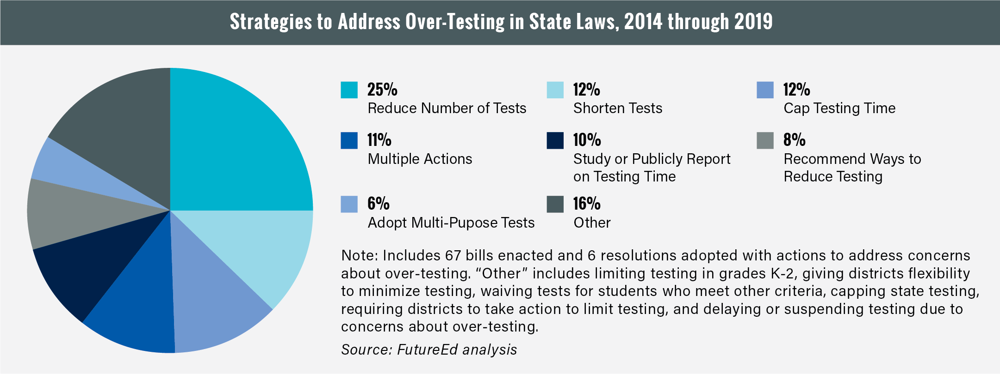 Strategies to Address Over-Testing in State Laws, 2014 through 2019
25%
Reduce Number of Tests
12%
Shorten Tests
12%
Cap Testing Time
11%
Multiple Actions
10%
Study or Publicly Report
on Testing Time
8%
Recommend Ways to
Reduce Testing
6%
Adopt Multi-Pupose Tests
16%
Other
Note: Includes 67 bills enacted and 6 resolutions adopted with actions to address concerns
about over-testing. “Other” includes limiting testing in grades K-2, giving districts flexibility
to minimize testing, waiving tests for students who meet other criteria, capping state testing,
requiring districts to take action to limit testing, and delaying or suspending testing due to
concerns about over-testing.
Source: FutureEd analysis